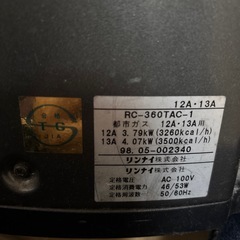 12A・13A
RC-360TAC-1
都市ガス 12A・13A用
12A 3.79kW(3260kcal/h)
13A 4.07kW(3500kcal/h)
98.05-002340
リンナイ株式会社
リンナイ株式会社
定格電圧 AC 100V
定格消費電力 46/53W
定格周波数 50/60Hz